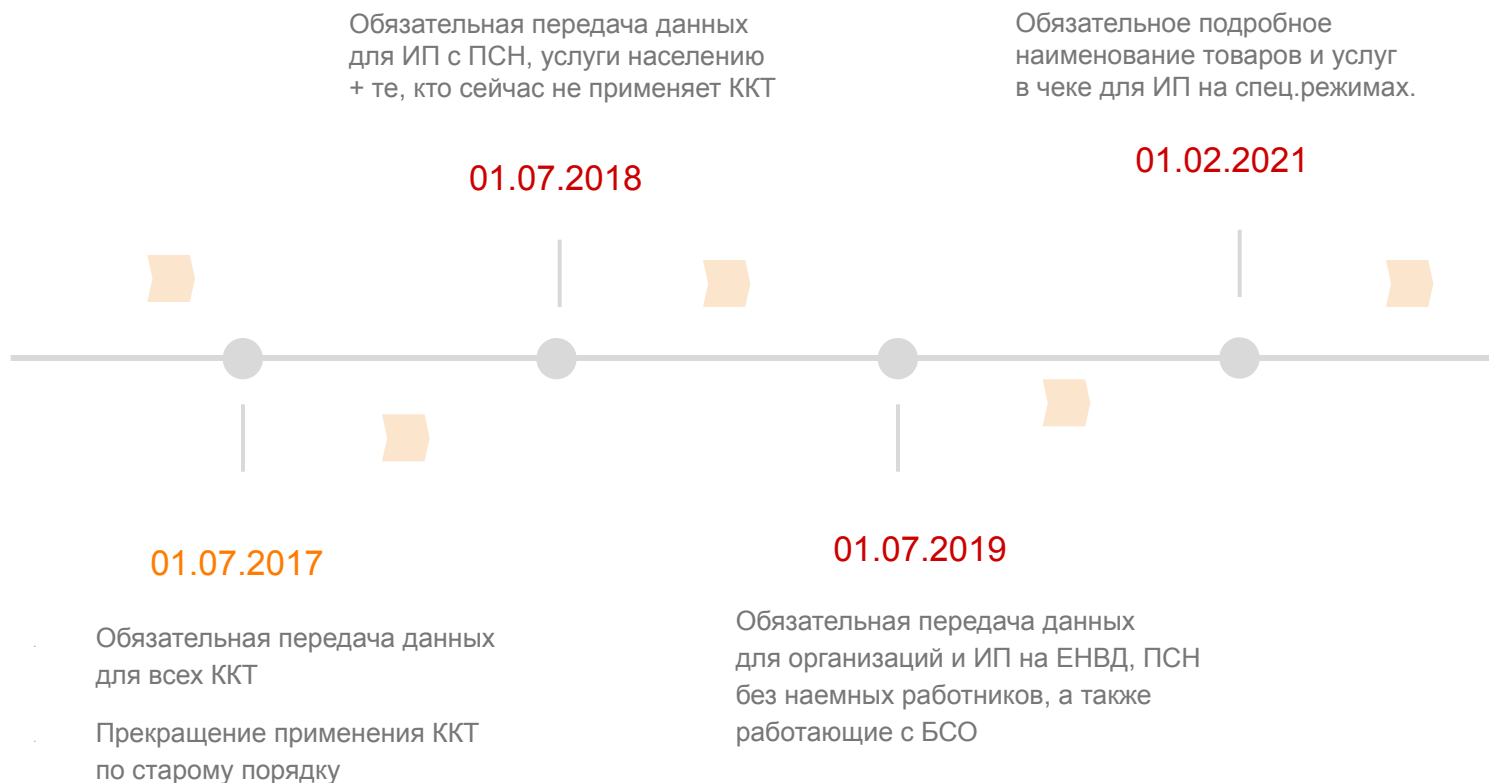 Обязательная передача данных
для ИП с ПСН, услуги населению
+ те, кто сейчас не применяет ККТ
01.07.2018
Обязательное подробное
наименование товаров и услуг
в чеке для ИП на спец.режимах.
01.02.2021
01.07.2017
Обязательная передача данных
для всех ККТ
Прекращение применения ККТ
по старому порядку
01.07.2019
Обязательная передача данных
для организаций и ИП на ЕНВД, ПСН
без наемных работников, а также
работающие с БСО